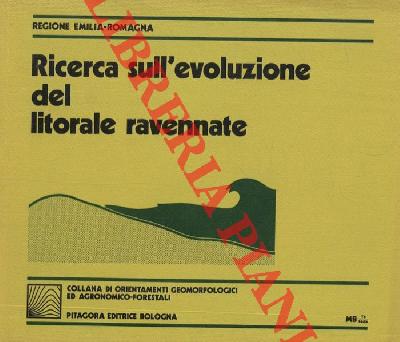 REGIONE EMILIA-ROMAGNA
Ricerca sull'evoluzione
del
litorale ravennate
LIBRERIA PIANI
COLLANA DI ORIENTAMENTI GEOMORFOLOGICI
ED AGRONOMICO-FORESTALI
PITAGORA EDITRICE BOLOGNA
MB